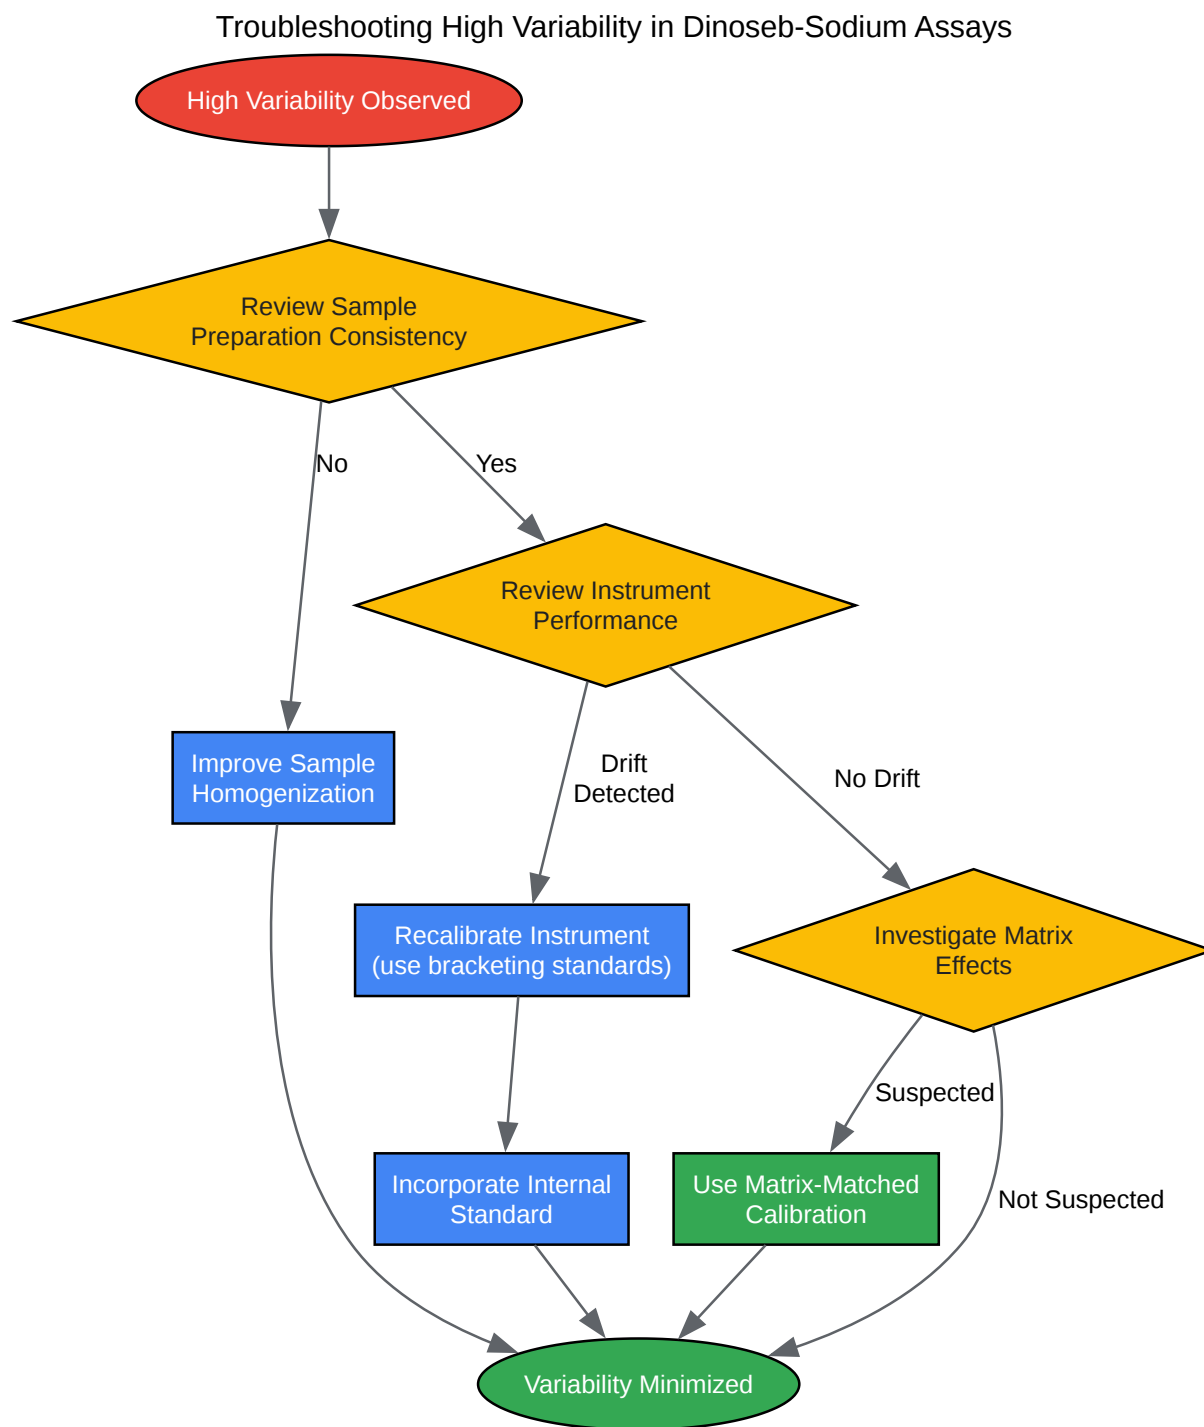 Troubleshooting High Variability in Dinoseb-Sodium Assays
High Variability Observed
Review Sample
Preparation Consistency
No
Yes
Review Instrument
Performance
Improve Sample
Homogenization
Drift
Detected
No Drift
Recalibrate Instrument
(use bracketing standards)
Investigate Matrix
Effects
Suspected
Incorporate Internal
Standard
Use Matrix-Matched
Calibration
Not Suspected
Variability Minimized